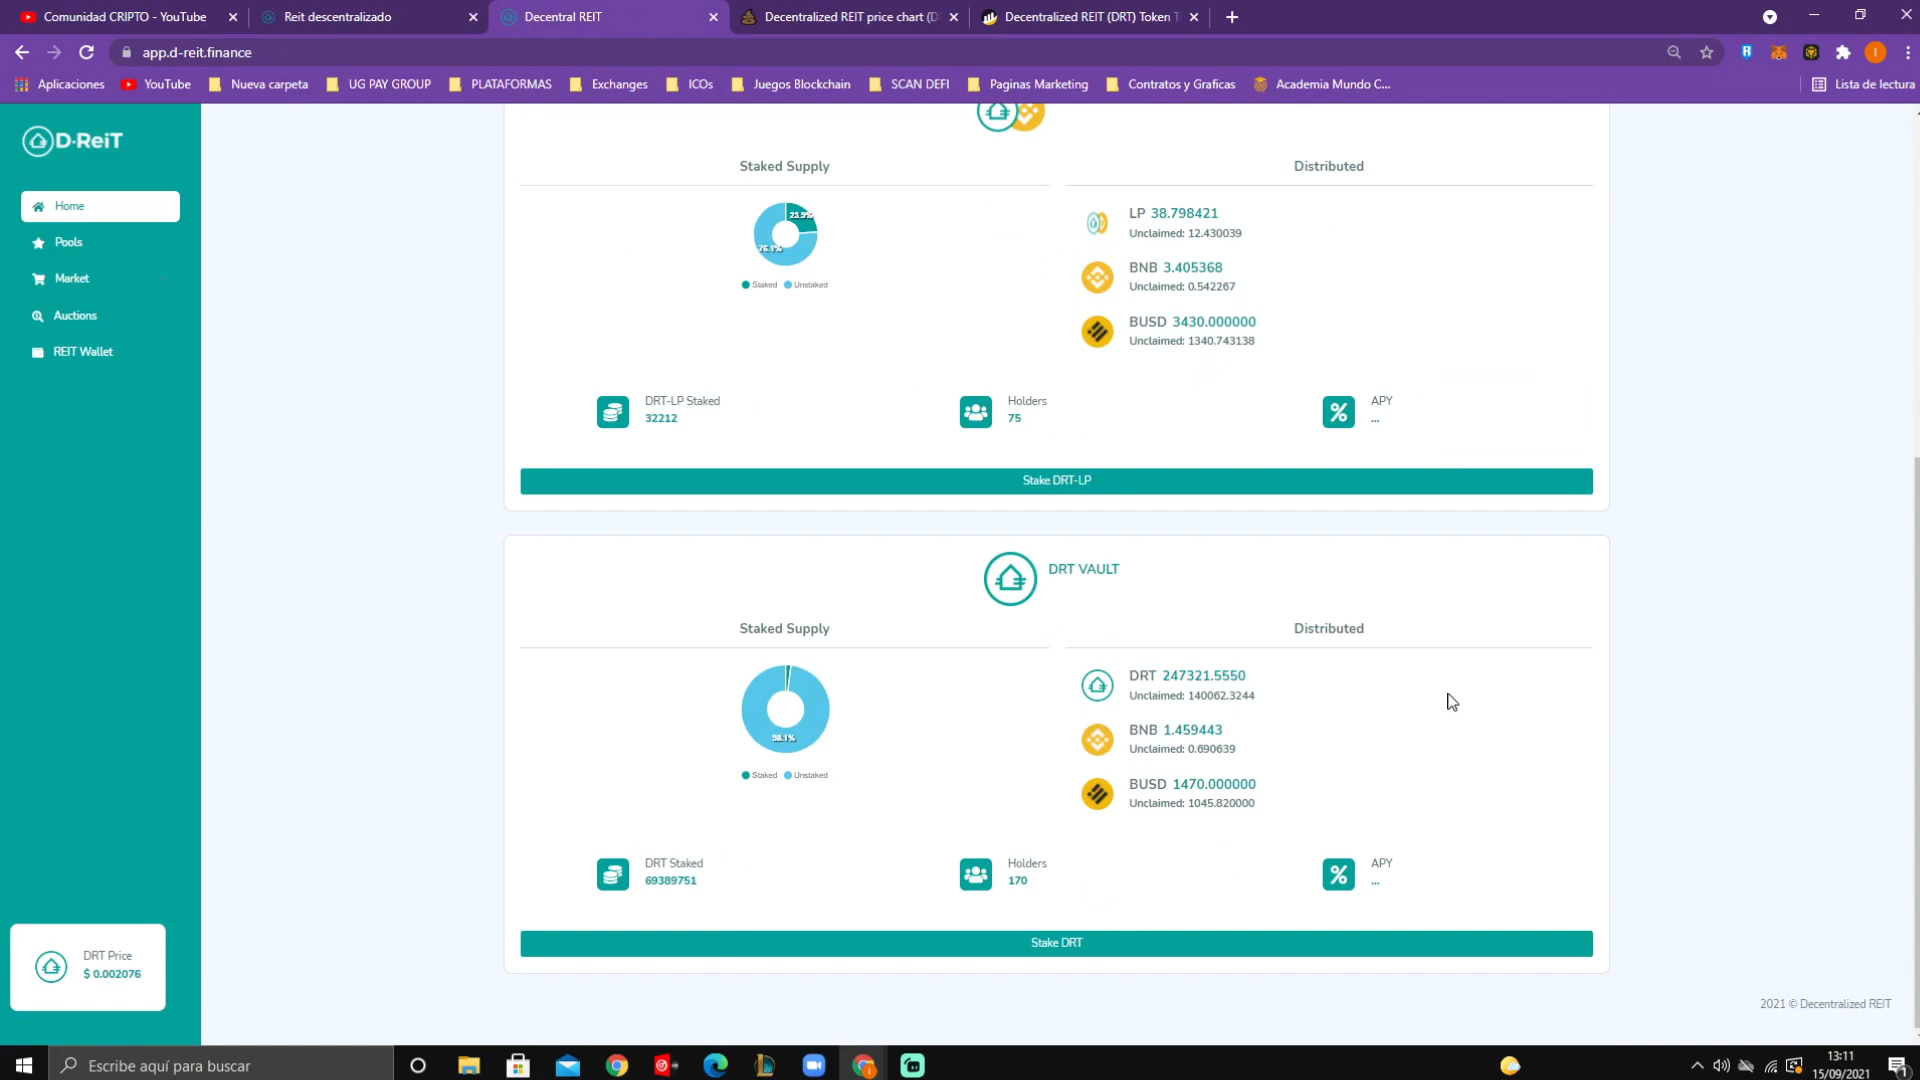 Comunidad CRIPTO - YouTube
Reit descentralizado
Decentral REIT
Decentralized REIT price chart (D
Decentralized REIT (DRT) Token T
app.d-reit.finance
Aplicaciones
YouTube
Nueva carpeta
UG PAY GROUP
PLATAFORMAS
Exchanges
ICOs
Juegos Blockchain
SCAN DEFI
Paginas Marketing
Contratos y Graficas
Academia Mundo C...
Lista de lectura
D·ReiT
Home
Pools
Market
Auctions
REIT Wallet
DRT Price
$ 0.002076
Staked Supply
23.9%
76.1%
Staked Unstaked
Distributed
LP 38.798421
Unclaimed: 12.430039
BNB 3.405368
Unclaimed: 0.542267
BUSD 3430.000000
Unclaimed: 1340.743138
DRT-LP Staked
32212
Holders
75
APY
...
Stake DRT-LP
DRT VAULT
Staked Supply
98.1%
Staked Unstaked
Distributed
DRT 247321.5550
Unclaimed: 140062.3244
BNB 1.459443
Unclaimed: 0.690639
BUSD 1470.000000
Unclaimed: 1045.820000
DRT Staked
69389751
Holders
170
APY
...
Stake DRT
2021 © Decentralized REIT
Escribe aquí para buscar
13:11
15/09/2021
1